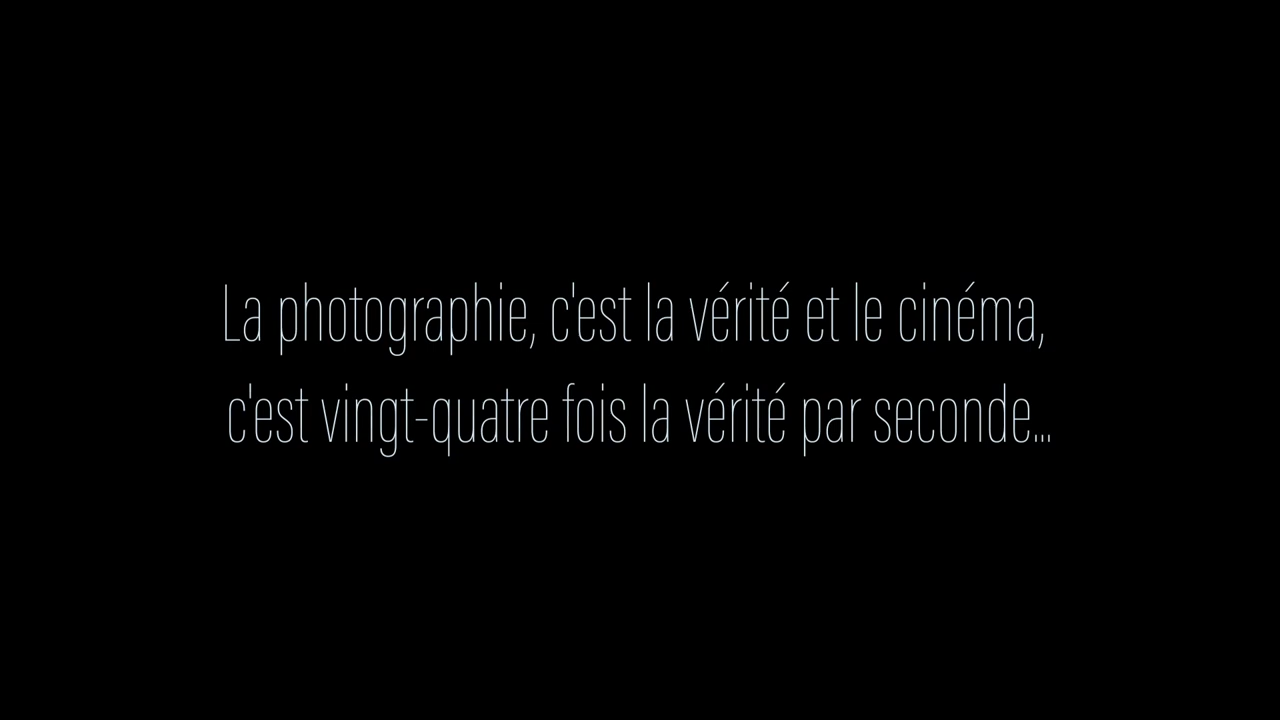 La photographie, c'est la vérité et le cinéma,
c'est vingt-quatre fois la vérité par seconde...